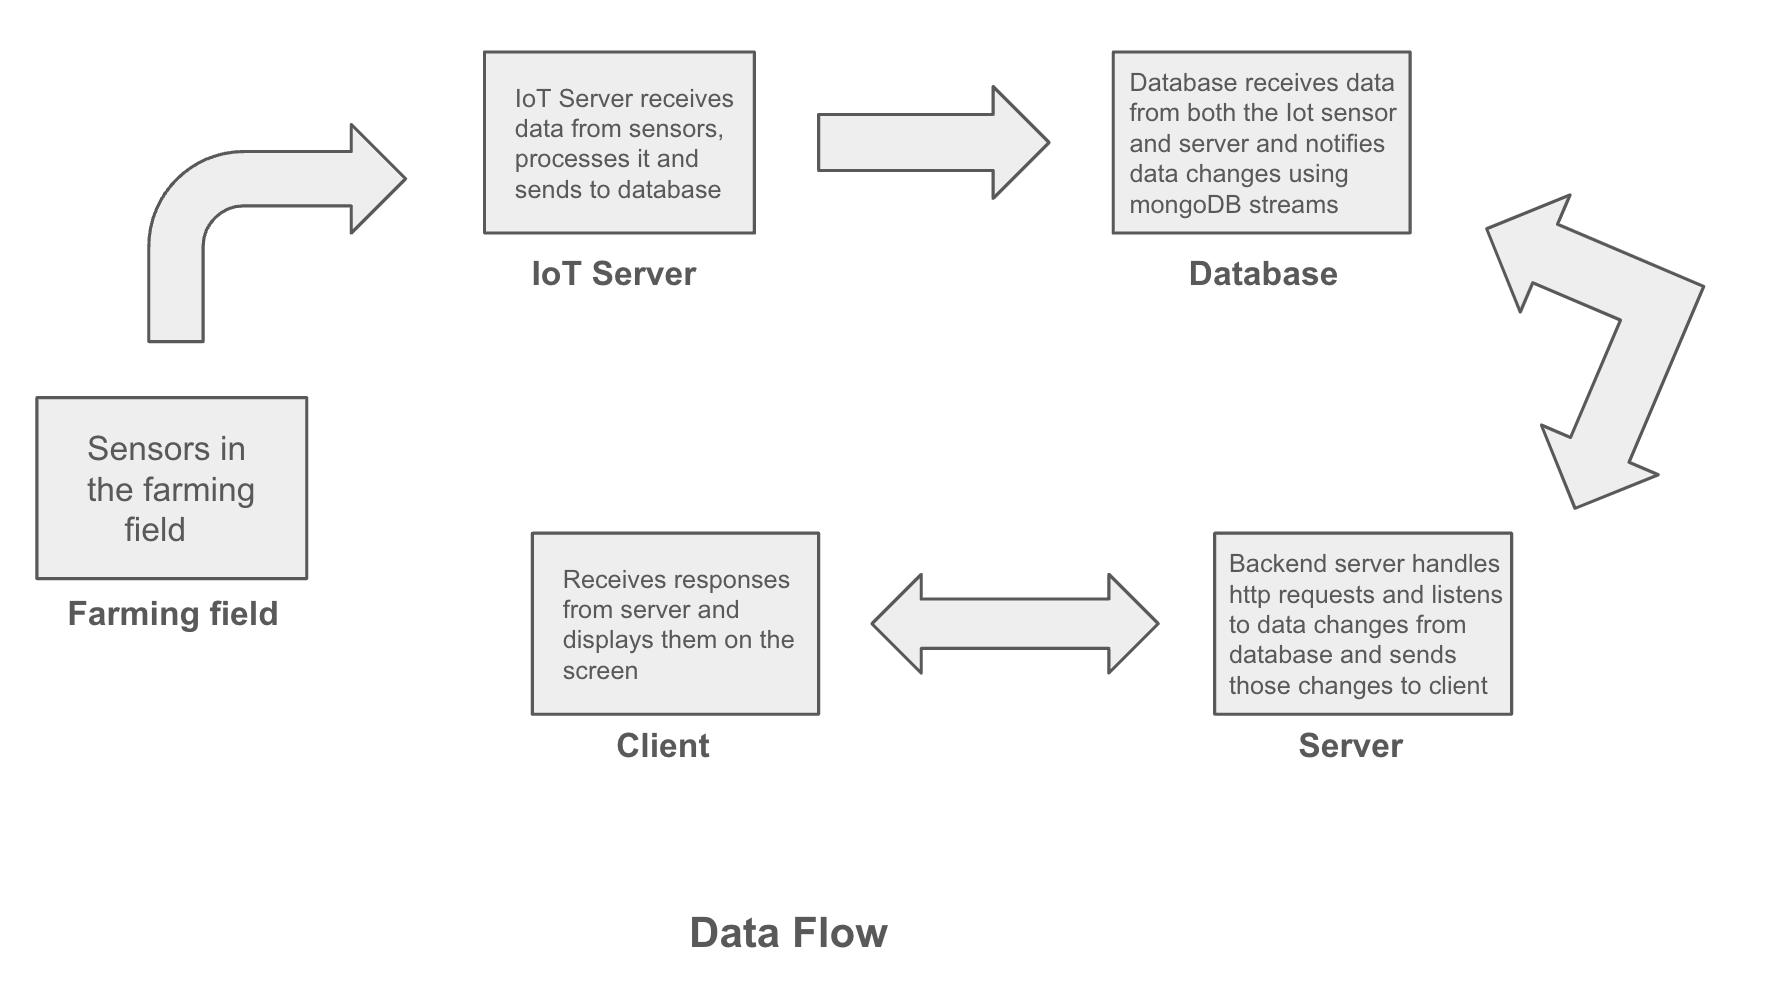 IoT Server receives
data from sensors,
processes it and
sends to database
IoT Server
Database receives data
from both the Iot sensor
and server and notifies
data changes using
mongoDB streams
Database
Sensors in
the farming
field
Farming field
Receives responses
from server and
displays them on the
screen
Client
Backend server handles
http requests and listens
to data changes from
database and sends
those changes to client
Server
Data Flow